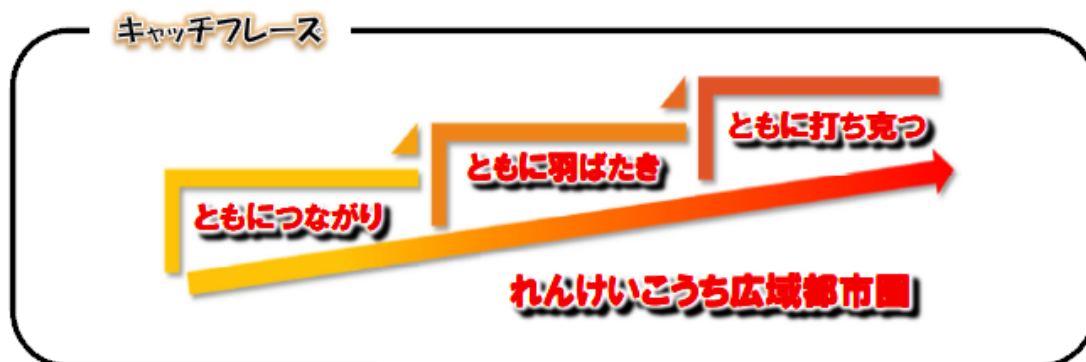 キャッチフレーズ
ともにつながり
ともに羽ばたき
ともに打ち克つ
れんけいこうち広域都市圏